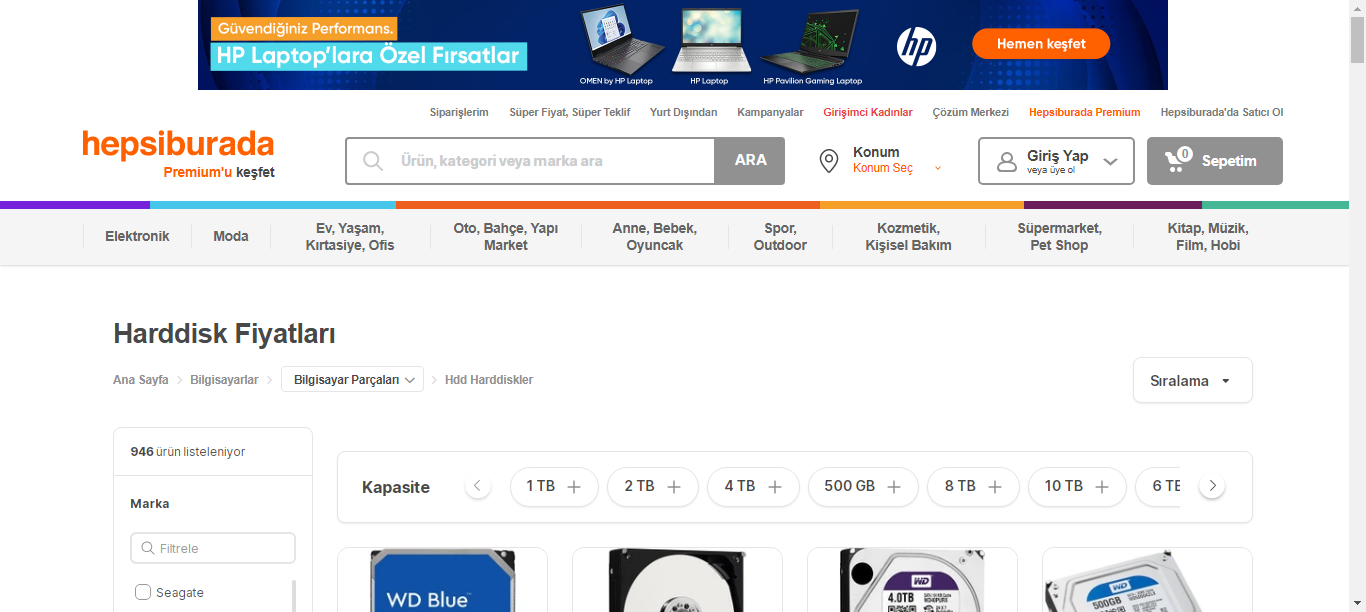 Güvendiğiniz Performans.
HP Laptop'lara Özel Fırsatlar
OMEN by HP Laptop
HP Laptop
HP Pavilion Gaming Laptop
hp
Hemen keşfet
Siparişlerim
Süper Fiyat, Süper Teklif
Yurt Dışından
Kampanyalar
Girişimci Kadınlar
Çözüm Merkezi
Hepsiburada Premium
Hepsiburada'da Satıcı Ol
hepsiburada
Premium'u keşfet
Ürün, kategori veya marka ara
ARA
Konum
Konum Seç
Giriş Yap
veya üye ol
0
Sepetim
Elektronik
Moda
Ev, Yaşam,
Kırtasiye, Ofis
Oto, Bahçe, Yapı
Market
Anne, Bebek,
Oyuncak
Spor,
Outdoor
Kozmetik,
Kişisel Bakım
Süpermarket,
Pet Shop
Kitap, Müzik,
Film, Hobi
Harddisk Fiyatları
Ana Sayfa
Bilgisayarlar
Bilgisayar Parçaları
Hdd Harddiskler
Sıralama
946 ürün listeleniyor
Marka
Filtrele
Seagate
Kapasite
1 TB
2 TB
4 TB
500 GB
8 TB
10 TB
6 TB
WD Blue
WD
4.0TB
WD
500GB